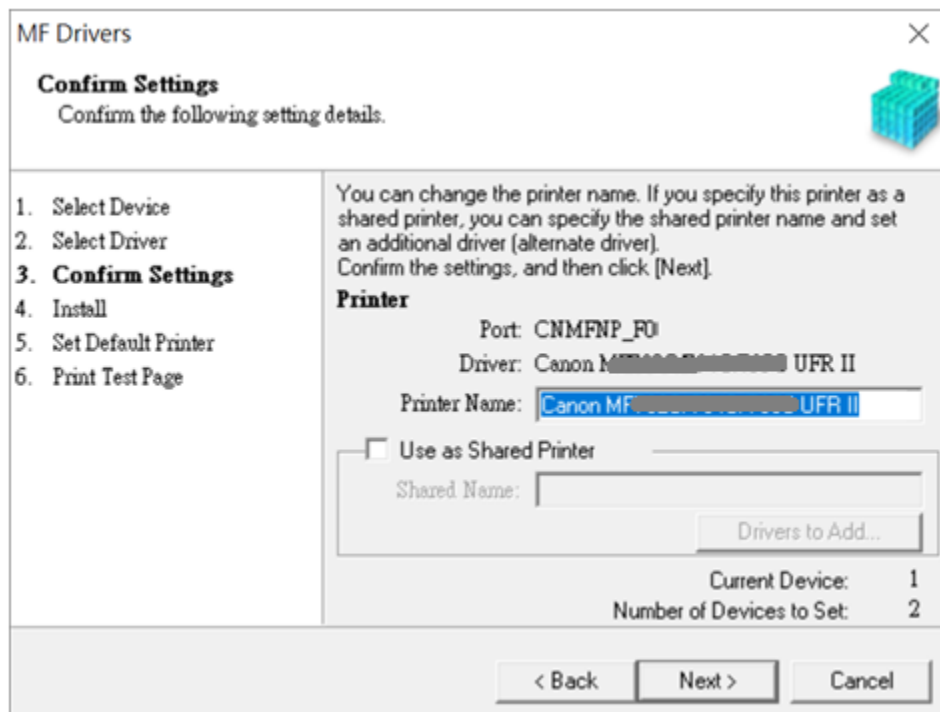 MF Drivers
Confirm Settings
Confirm the following setting details.
1. Select Device
2. Select Driver
3. Confirm Settings
4. Install
5. Set Default Printer
6. Print Test Page
You can change the printer name. If you specify this printer as a
shared printer, you can specify the shared printer name and set
an additional driver (alternate driver).
Confirm the settings, and then click [Next].
Printer
Port: CNMFNP_F0
Driver: Canon UFR II
Printer Name: Canon UFR II
Use as Shared Printer
Shared Name:
Drivers to Add...
Current Device: 1
Number of Devices to Set: 2
< Back
Next >
Cancel